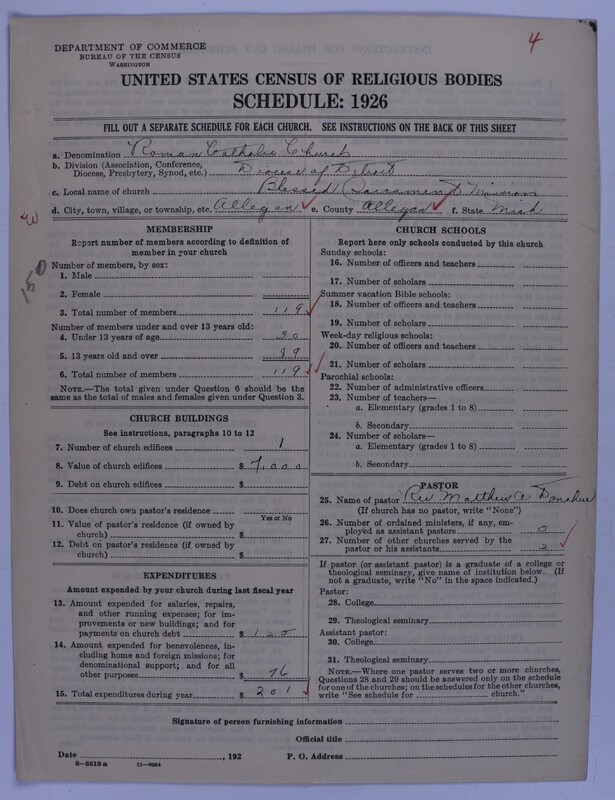 4
DEPARTMENT OF COMMERCE
BUREAU OF THE CENSUS
WASHINGTON
UNITED STATES CENSUS OF RELIGIOUS BODIES
SCHEDULE: 1926
FILL OUT A SEPARATE SCHEDULE FOR EACH CHURCH. SEE INSTRUCTIONS ON THE BACK OF THIS SHEET
a. Denomination Roman Catholic Church
b. Division (Association, Conference,
Diocese, Presbytery, Synod, etc.) Diocese of Detroit
c. Local name of church Blessed Sacrament Mission
d. City, town, village, or township, etc. Allegan e. County Allegan f. State Mich
MEMBERSHIP
Report number of members according to definition of
member in your church
150
Number of members, by sex:
1. Male
2. Female
3. Total number of members 119
Number of members under and over 13 years old:
4. Under 13 years of age 30
5. 13 years old and over 89
6. Total number of members 119
NOTE.—The total given under Question 6 should be the
same as the total of males and females given under Question 3.
CHURCH BUILDINGS
See instructions, paragraphs 10 to 12
7. Number of church edifices 1
8. Value of church edifices $ 7,000
9. Debt on church edifices $
10. Does church own pastor's residence?
Yes or No
11. Value of pastor's residence (if owned by
church) $
12. Debt on pastor's residence (if owned by
church) $
EXPENDITURES
Amount expended by your church during last fiscal year
13. Amount expended for salaries, repairs,
and other running expenses; for im-
provements or new buildings; and for
payments on church debt $ 125
14. Amount expended for benevolences, in-
cluding home and foreign missions; for
denominational support; and for all
other purposes $ 76
15. Total expenditures during year $ 201
CHURCH SCHOOLS
Report here only schools conducted by this church
Sunday schools:
16. Number of officers and teachers
17. Number of scholars
Summer vacation Bible schools:
18. Number of officers and teachers
19. Number of scholars
Week-day religious schools:
20. Number of officers and teachers
21. Number of scholars
Parochial schools:
22. Number of administrative officers
23. Number of teachers—
a. Elementary (grades 1 to 8)
b. Secondary
24. Number of scholars—
a. Elementary (grades 1 to 8)
b. Secondary
PASTOR
25. Name of pastor Rev Matthew A Donahue
(If church has no pastor, write "None")
26. Number of ordained ministers, if any, em-
ployed as assistant pastors 0
27. Number of other churches served by the
pastor or his assistants 2
If pastor (or assistant pastor) is a graduate of a college or
theological seminary, give name of institution below. (If
not a graduate, write "No" in the space indicated.)
Pastor:
28. College
29. Theological seminary
Assistant pastor:
30. College
31. Theological seminary
NOTE.—Where one pastor serves two or more churches,
Questions 28 and 29 should be answered only on the schedule
for one of the churches; on the schedules for the other churches,
write "See schedule for church."
Signature of person furnishing information
Official title
Date , 192 P. O. Address
8—5518a 11—9034